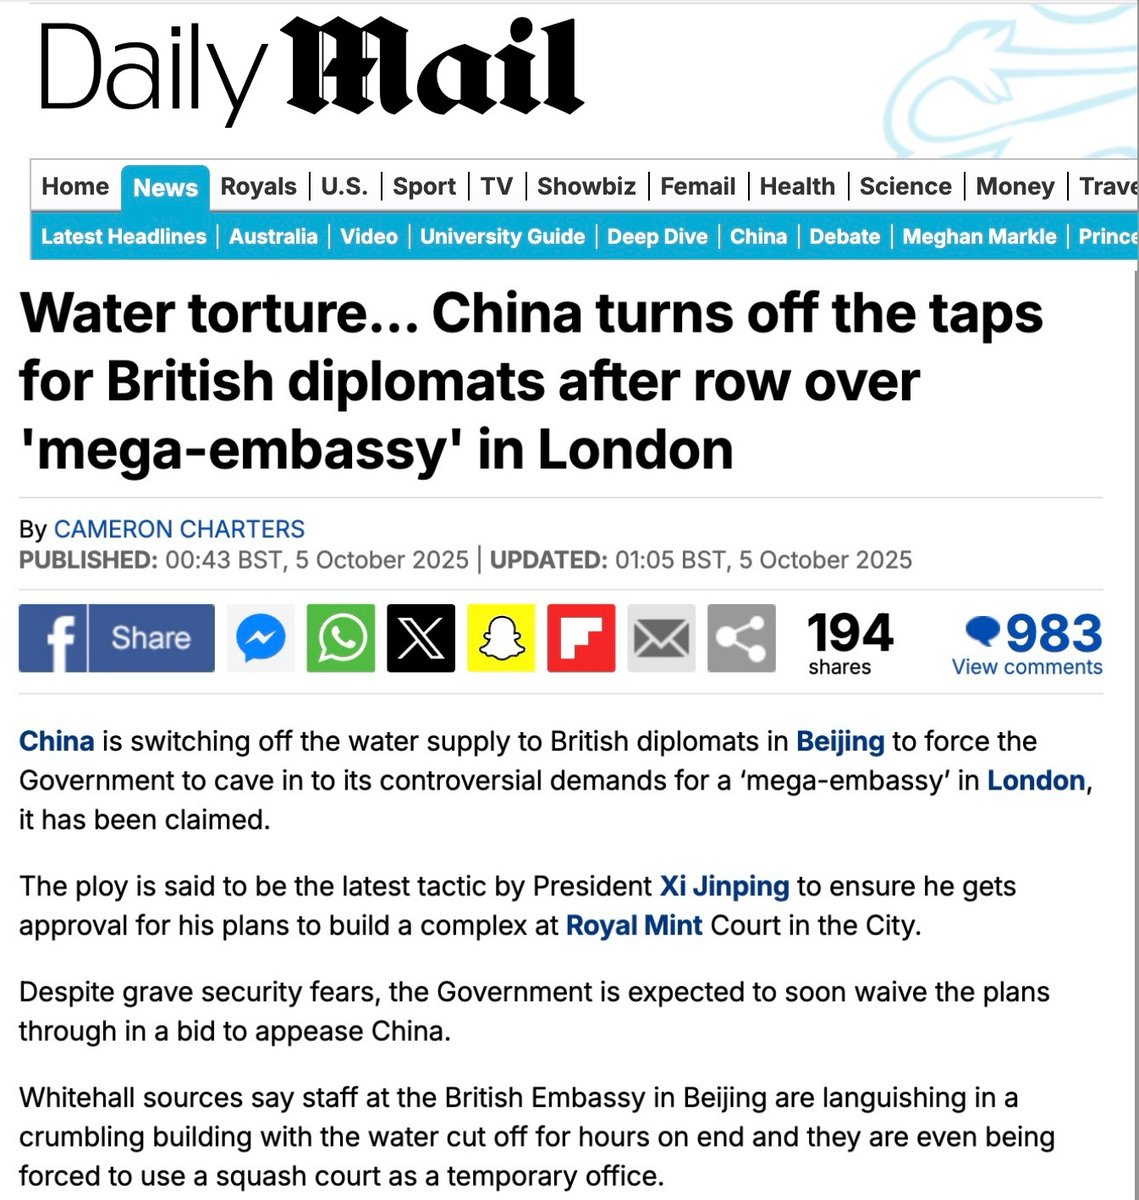 Daily Mail
Home News Royals U.S. Sport TV Showbiz Femail Health Science Money Trave
Latest Headlines Australia Video University Guide Deep Dive China Debate Meghan Markle Prince
Water torture... China turns off the taps
for British diplomats after row over
'mega-embassy' in London
By CAMERON CHARTERS
PUBLISHED: 00:43 BST, 5 October 2025 | UPDATED: 01:05 BST, 5 October 2025
Share 194 983
shares View comments
China is switching off the water supply to British diplomats in Beijing to force the
Government to cave in to its controversial demands for a ‘mega-embassy’ in London,
it has been claimed.
The ploy is said to be the latest tactic by President Xi Jinping to ensure he gets
approval for his plans to build a complex at Royal Mint Court in the City.
Despite grave security fears, the Government is expected to soon waive the plans
through in a bid to appease China.
Whitehall sources say staff at the British Embassy in Beijing are languishing in a
crumbling building with the water cut off for hours on end and they are even being
forced to use a squash court as a temporary office.